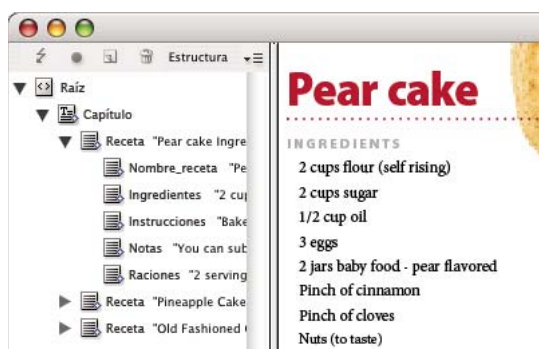 Estructura
Raíz
Capítulo
Receta "Pear cake Ingre
Nombre_receta "Pe
Ingredientes "2 cu
Instrucciones "Bake
Notas "You can sub
Raciones "2 serving
Receta "Pineapple Cake
Receta "Old Fashioned
Pear cake
INGREDIENTS
2 cups flour (self rising)
2 cups sugar
1/2 cup oil
3 eggs
2 jars baby food - pear flavored
Pinch of cinnamon
Pinch of cloves
Nuts (to taste)